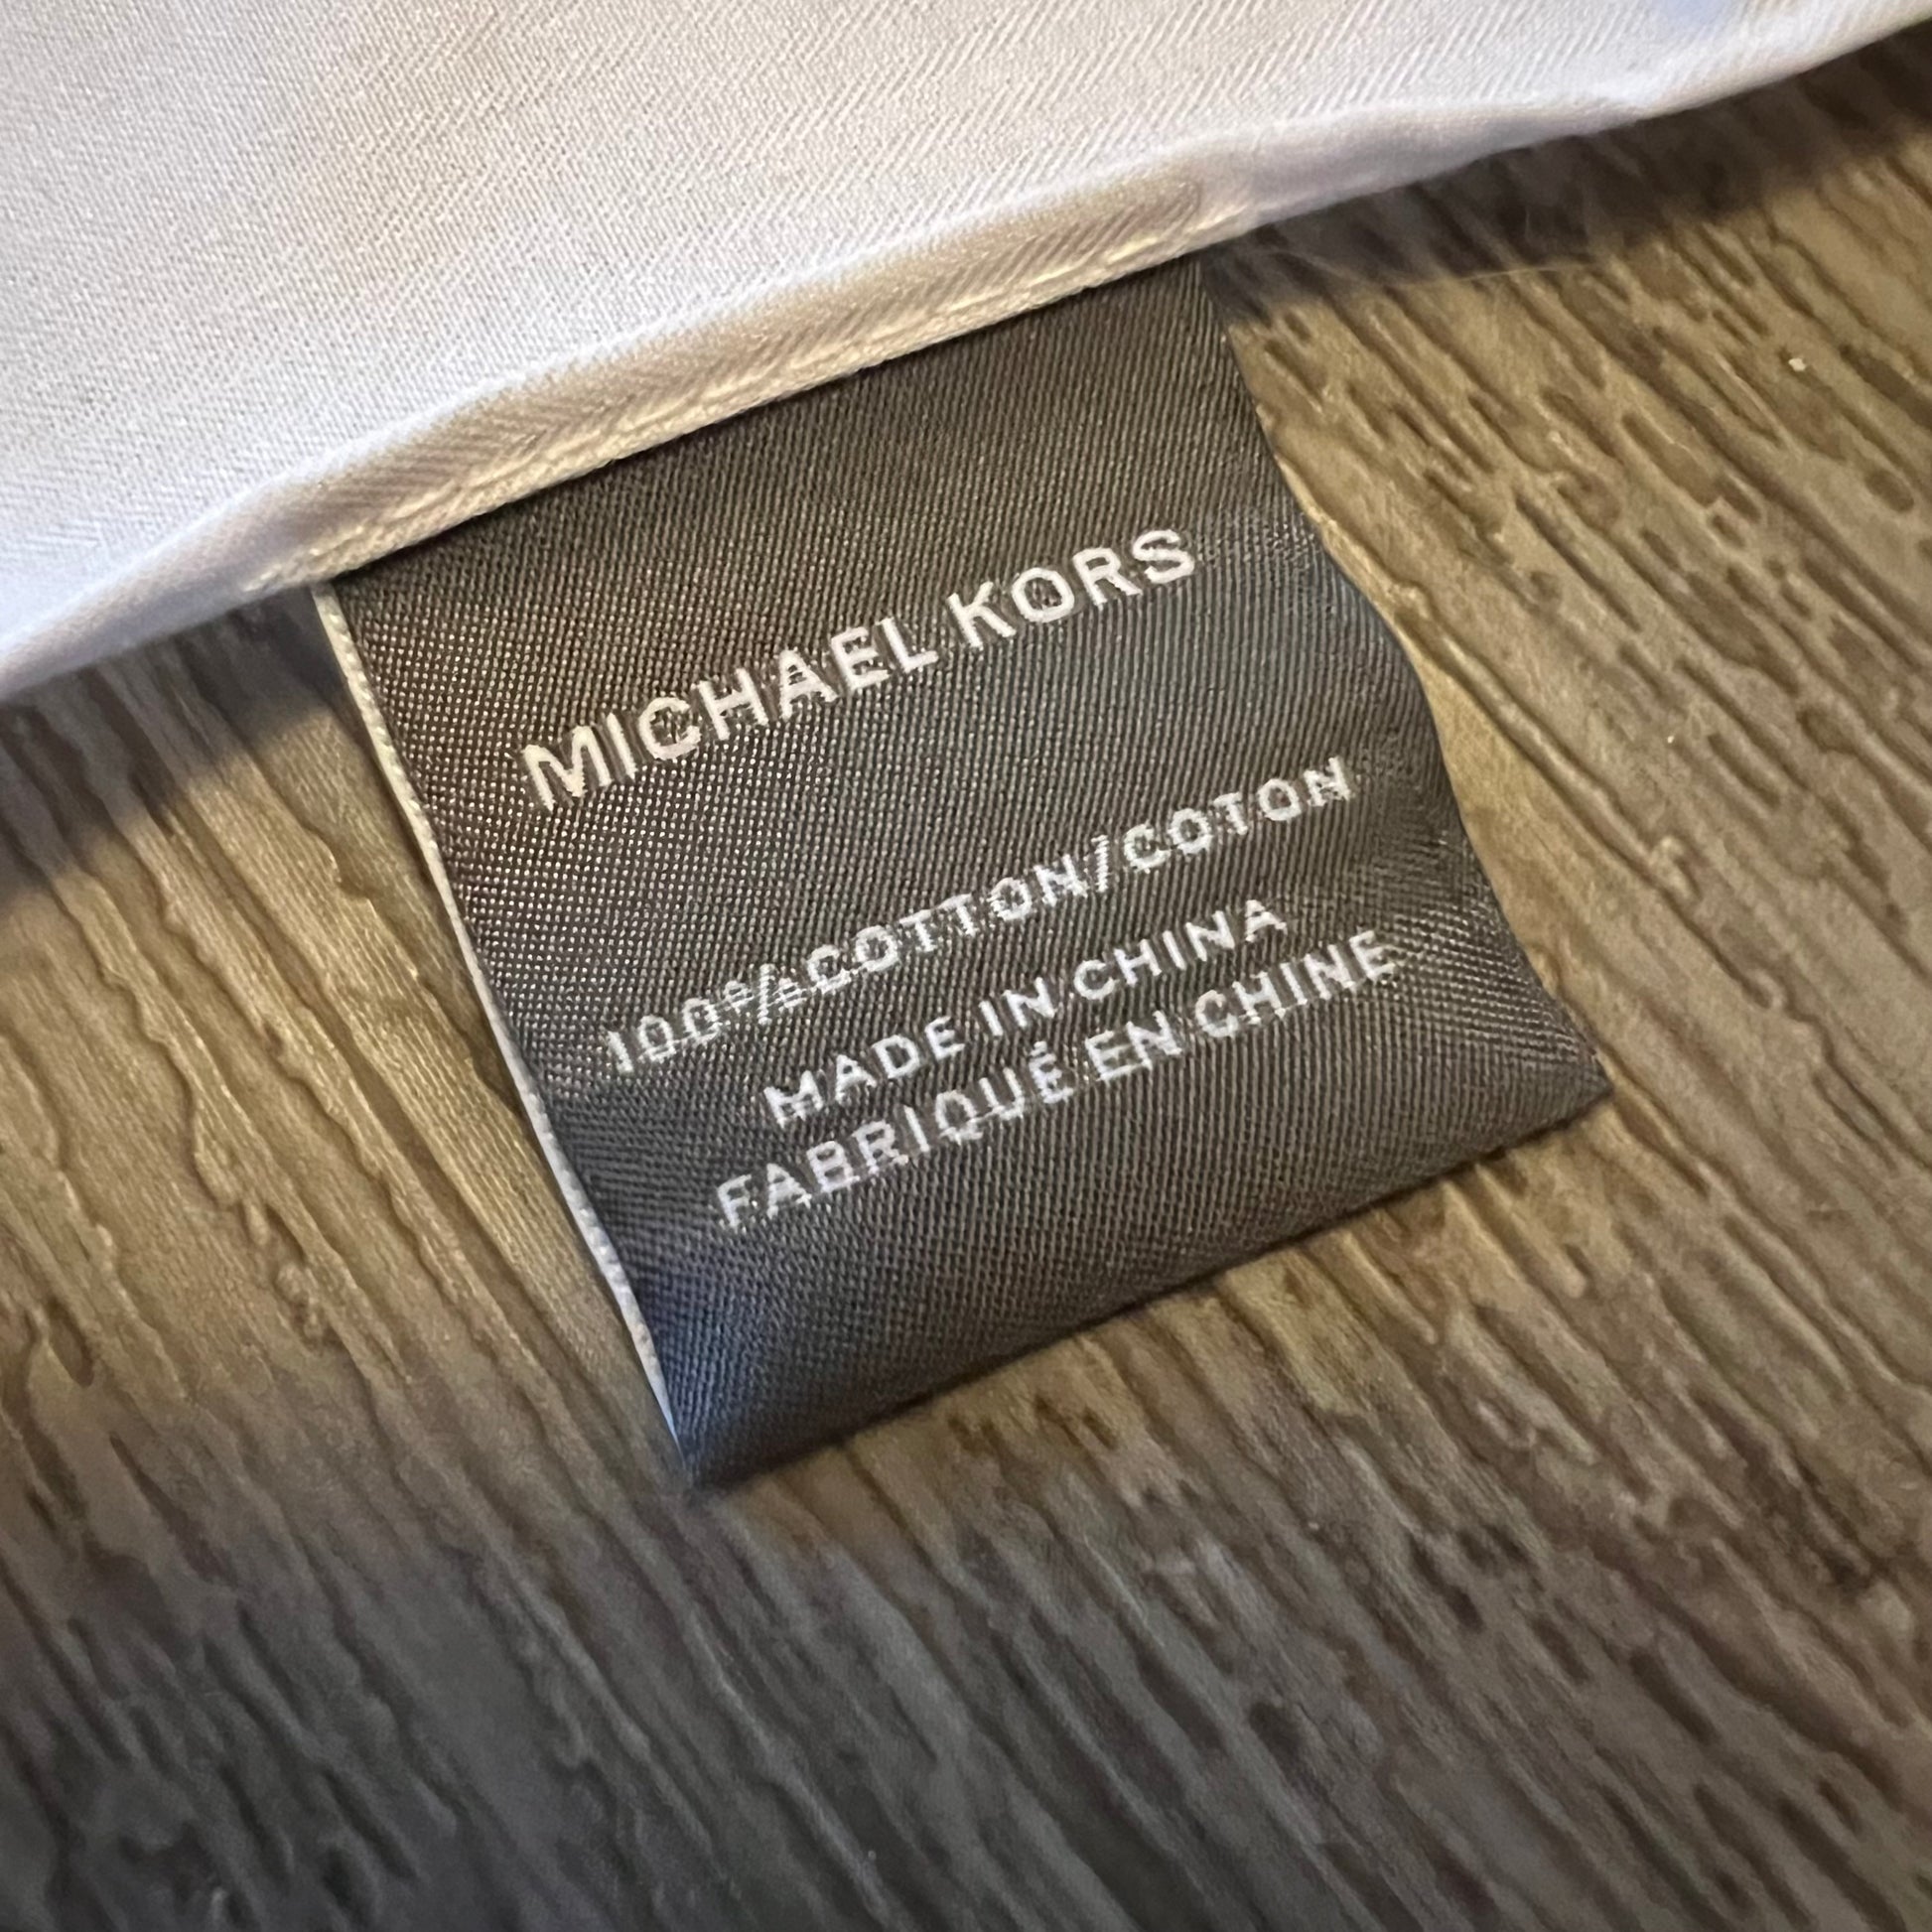 MICHAEL KORS
100%COTTON/COTON
MADE IN CHINA
FABRIQUÉ EN CHINE